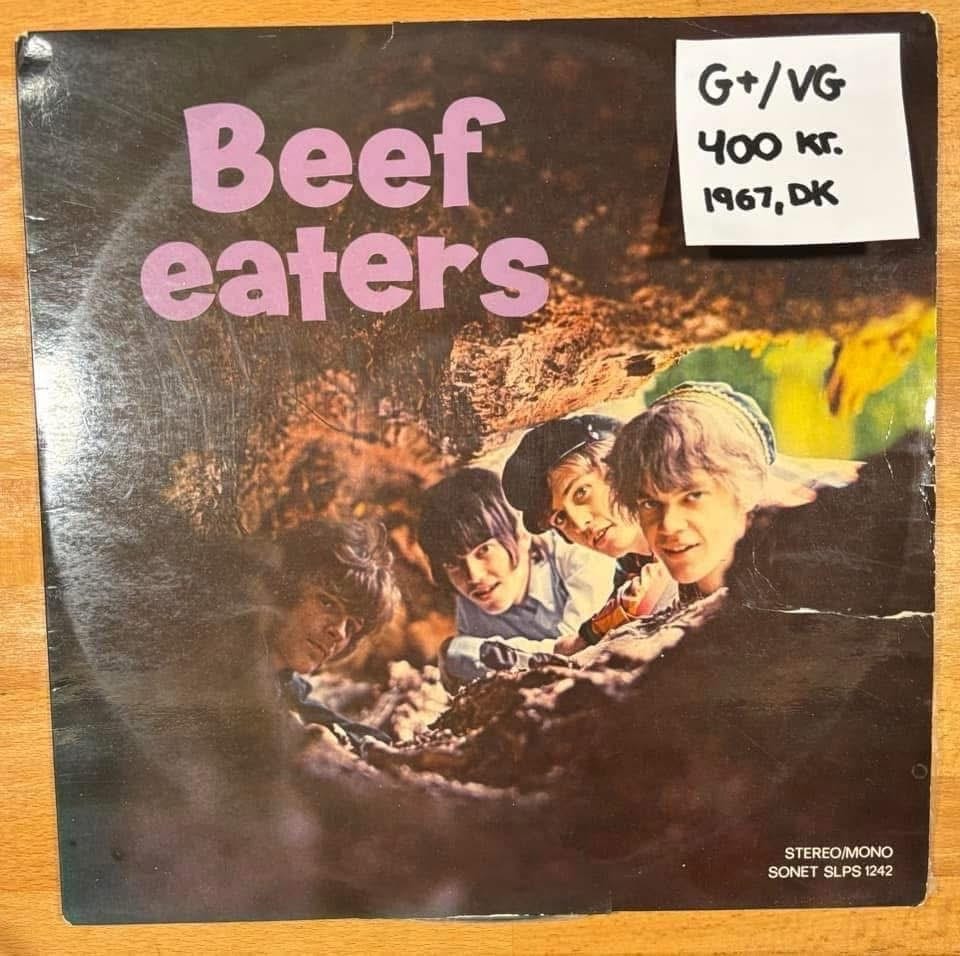 Beef
eaters
G+/VG
400 kr.
1967, DK
STEREO/MONO
SONET SLPS 1242